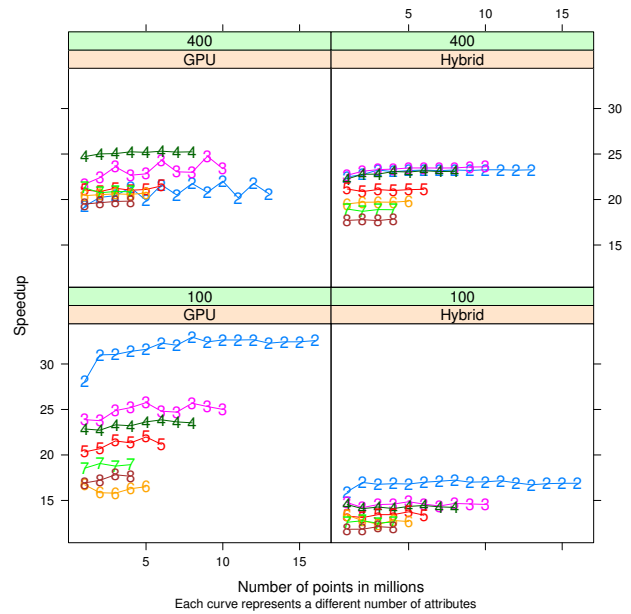 5 10 15
400 400
GPU Hybrid
30
25
20
15
100 100
GPU Hybrid
30
25
20
15
Speedup
5 10 15
Number of points in millions
Each curve represents a different number of attributes